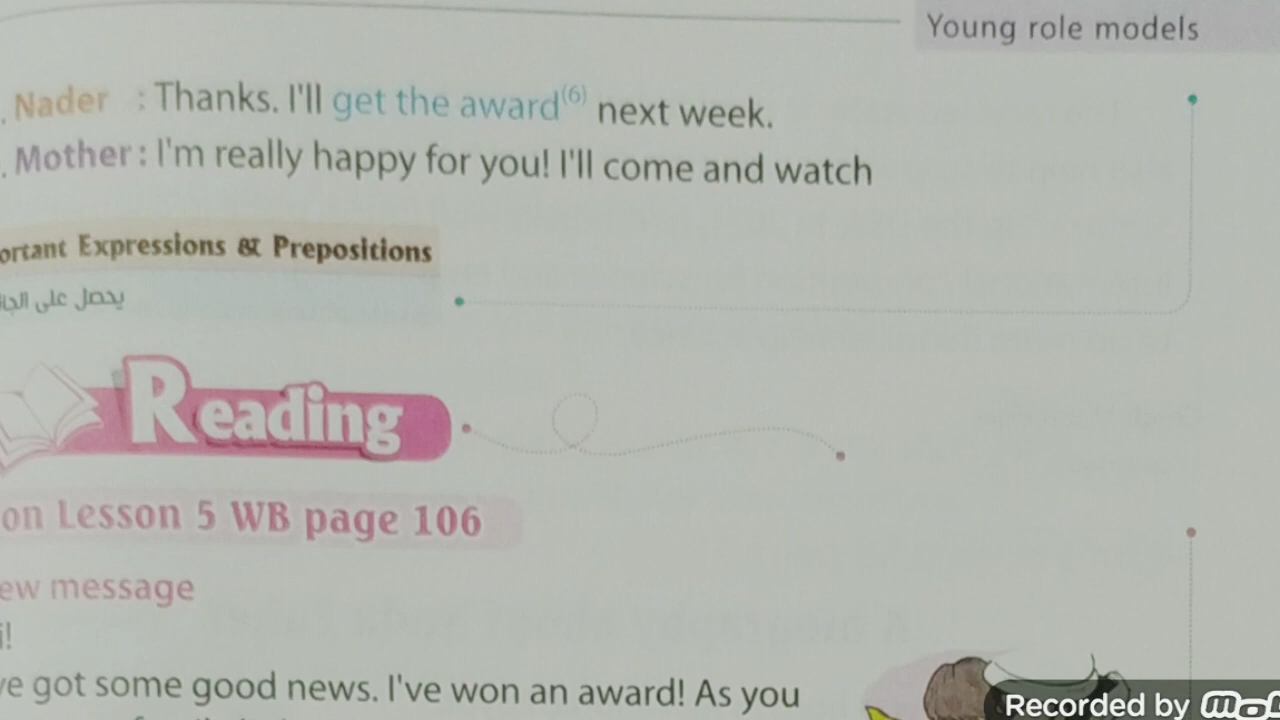 Young role models
. Nader : Thanks. I'll get the award(6) next week.
. Mother : I'm really happy for you! I'll come and watch
ortant Expressions & Prepositions
يحصل على الجا
Reading
on Lesson 5 WB page 106
ew message
i!
ve got some good news. I've won an award! As you
Recorded by